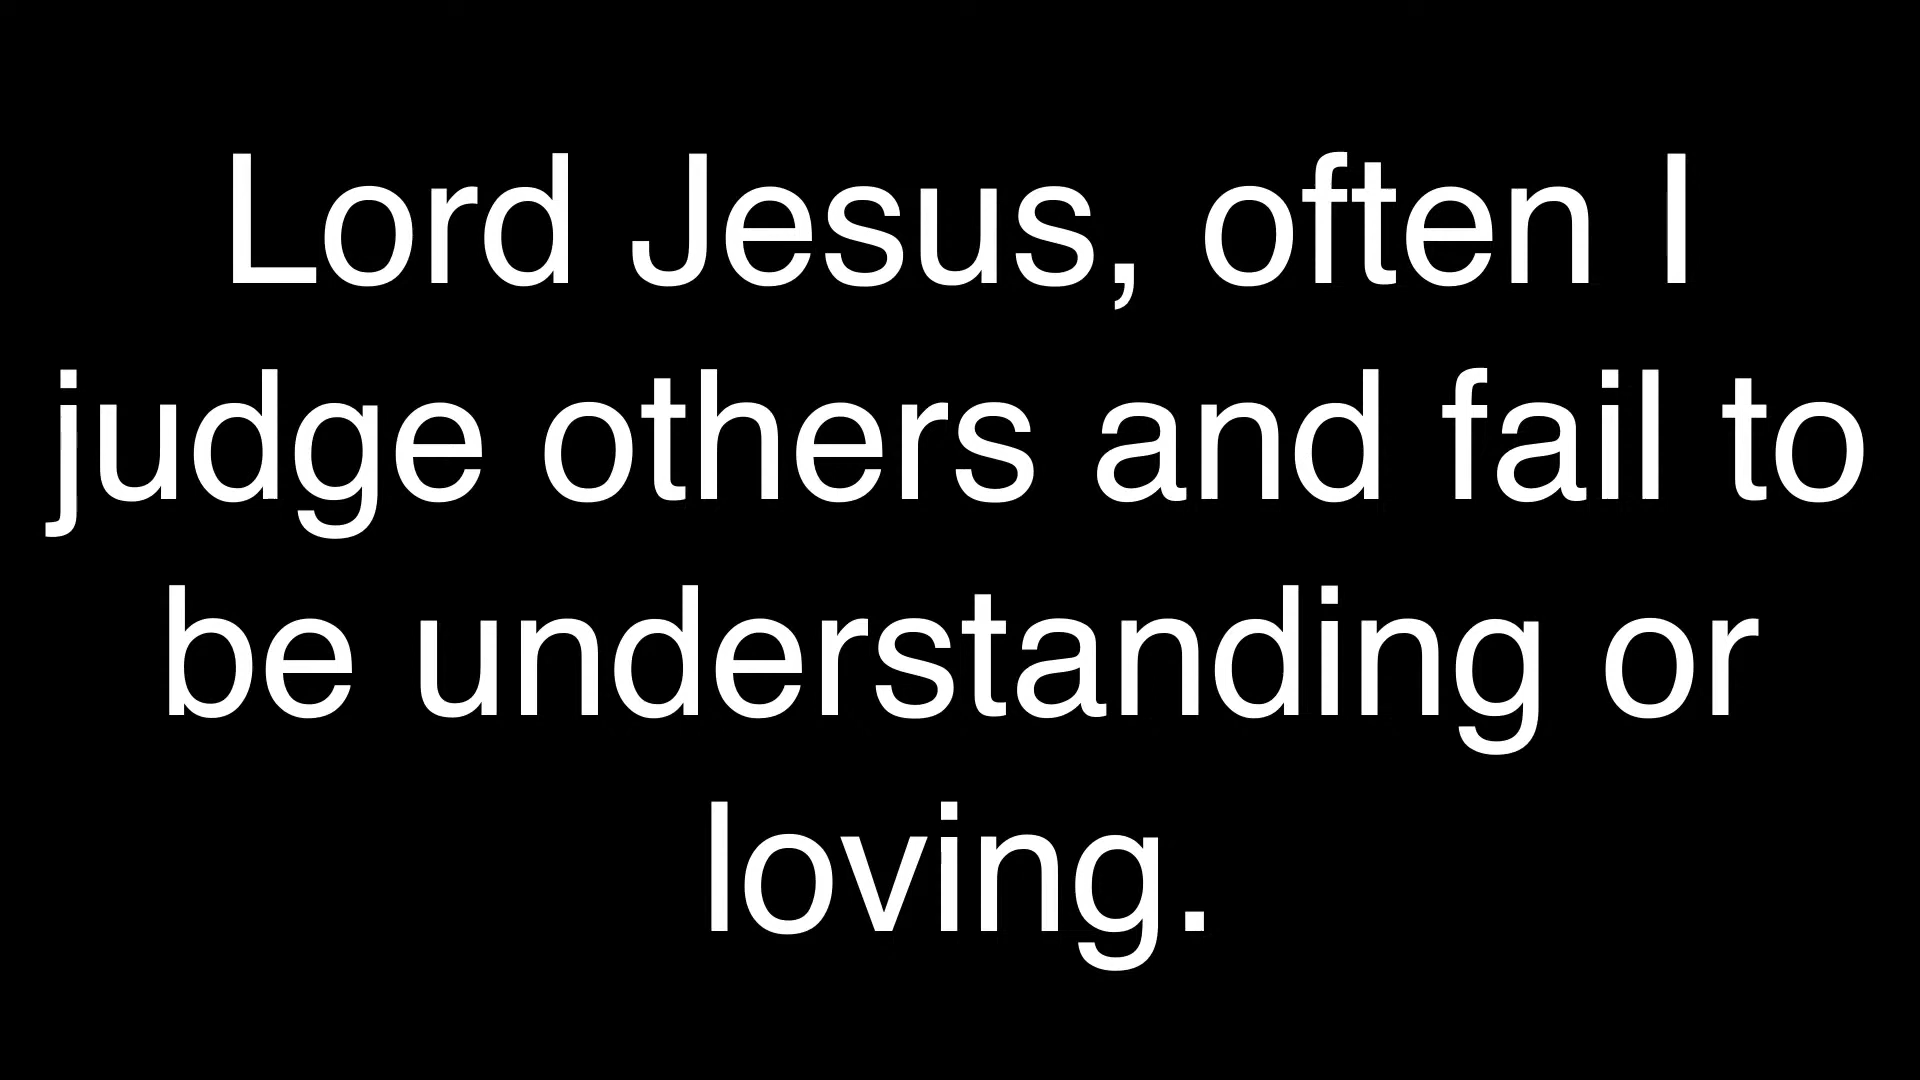 Lord Jesus, often I
judge others and fail to
be understanding or
loving.